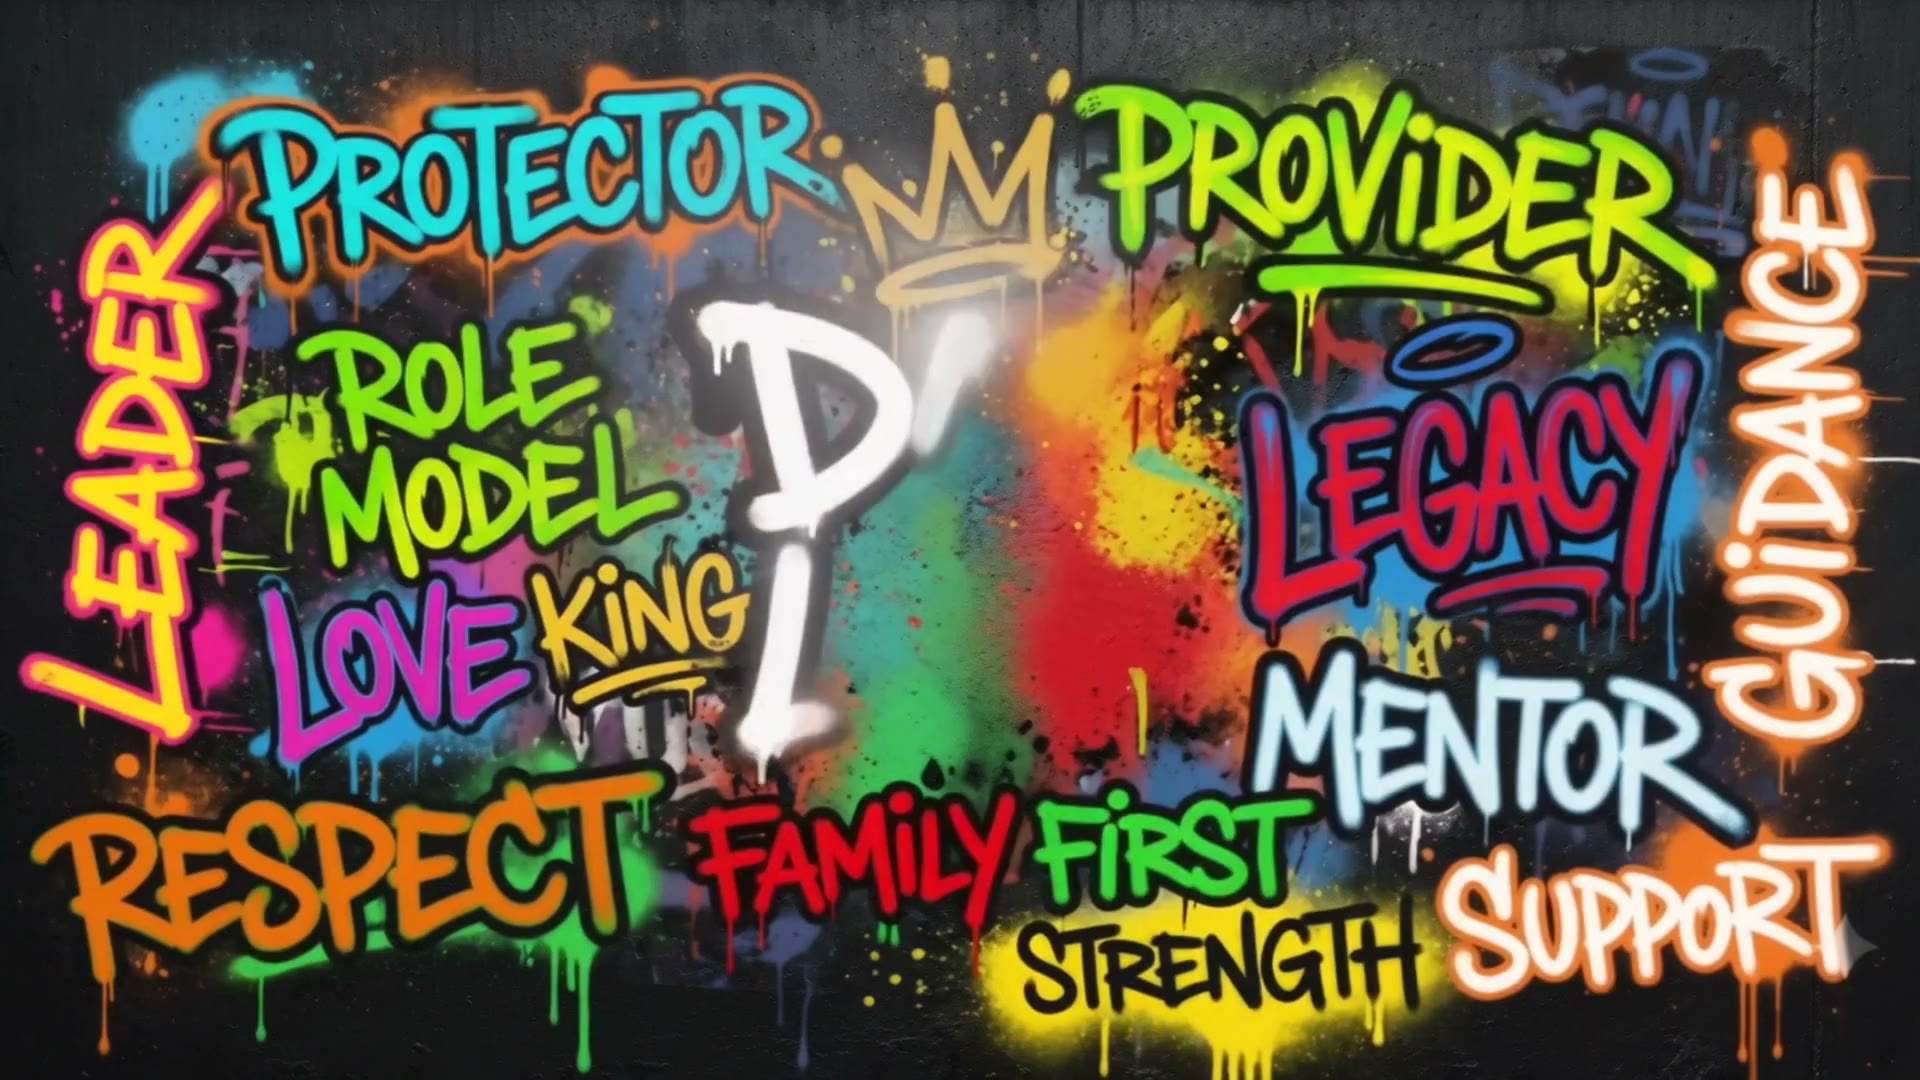 PROTECTOR
PROVIDER
LEADER
ROLE
MODEL
LEGACY
GUIDANCE
LOVE
KING
MENTOR
RESPECT
FAMILY FIRST
STRENGTH
SUPPORT